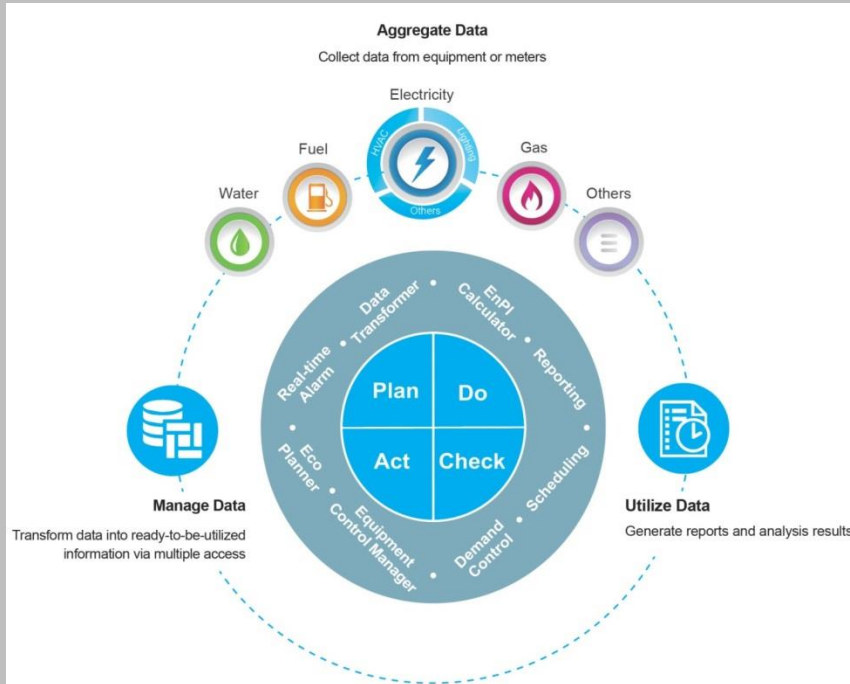 Aggregate Data
Collect data from equipment or meters
Electricity
HVAC
Lighting
Others
Fuel
Gas
Water
Others
Data
Transformer
EnPI
Calculator
Real-time
Alarm
Reporting
Plan
Do
Act
Check
Eco
Planner
Scheduling
Equipment
Control Manager
Demand
Control
Manage Data
Transform data into ready-to-be-utilized
information via multiple access
Utilize Data
Generate reports and analysis results